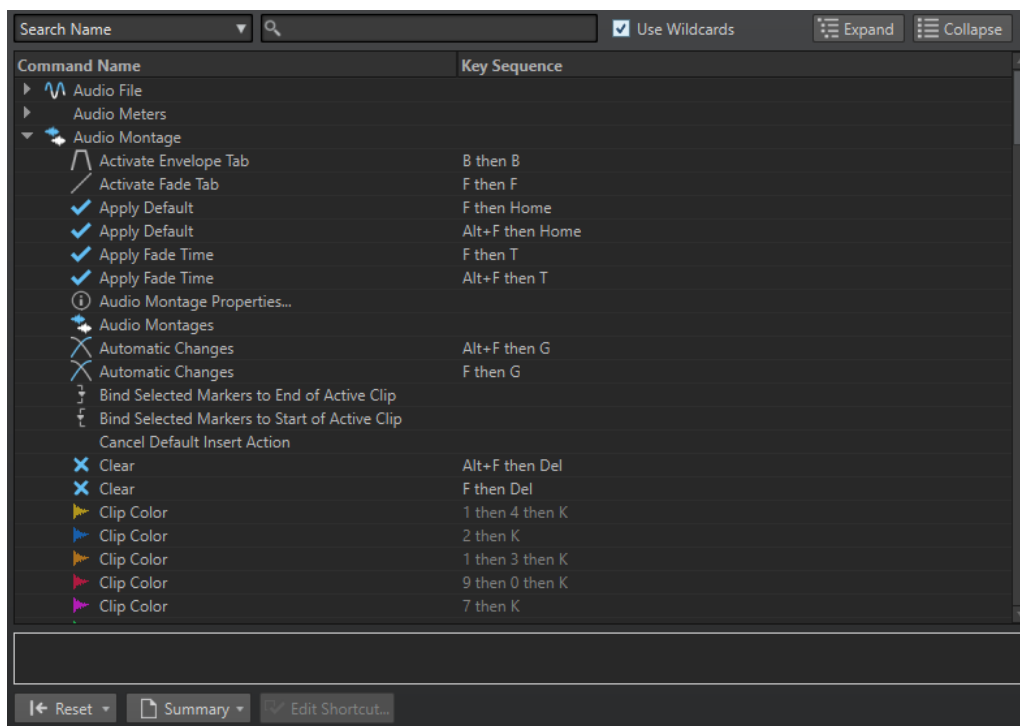 Search Name Use Wildcards Expand Collapse
Command Name Key Sequence
Audio File
Audio Meters
Audio Montage
Activate Envelope Tab B then B
Activate Fade Tab F then F
Apply Default F then Home
Apply Default Alt+F then Home
Apply Fade Time F then T
Apply Fade Time Alt+F then T
Audio Montage Properties...
Audio Montages
Automatic Changes Alt+F then G
Automatic Changes F then G
Bind Selected Markers to End of Active Clip
Bind Selected Markers to Start of Active Clip
Cancel Default Insert Action
Clear Alt+F then Del
Clear F then Del
Clip Color 1 then 4 then K
Clip Color 2 then K
Clip Color 1 then 3 then K
Clip Color 9 then 0 then K
Clip Color 7 then K
Reset Summary Edit Shortcut...